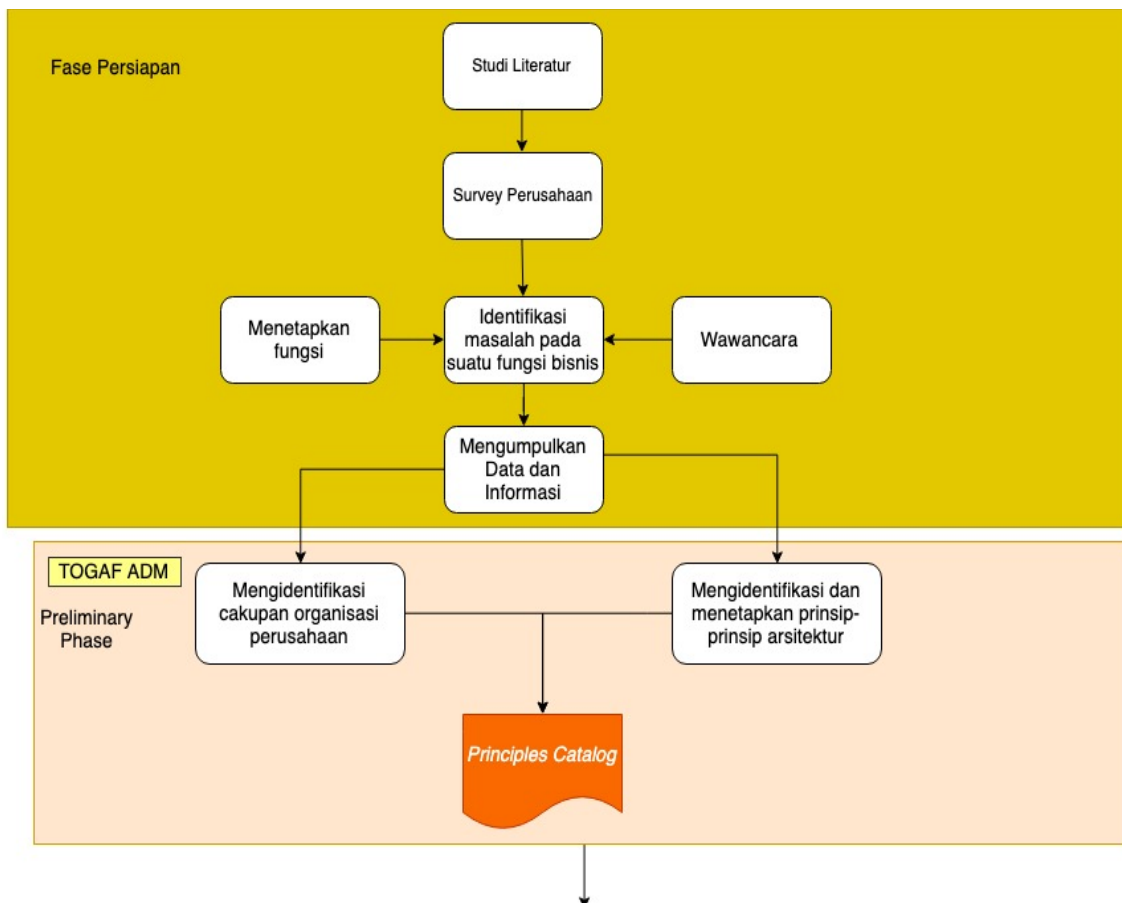 Fase Persiapan
Studi Literatur
Survey Perusahaan
Menetapkan
fungsi
Identifikasi
masalah pada
suatu fungsi bisnis
Wawancara
Mengumpulkan
Data dan
Informasi
TOGAF ADM
Preliminary
Phase
Mengidentifikasi
cakupan organisasi
perusahaan
Mengidentifikasi dan
menetapkan prinsip-
prinsip arsitektur
Principles Catalog